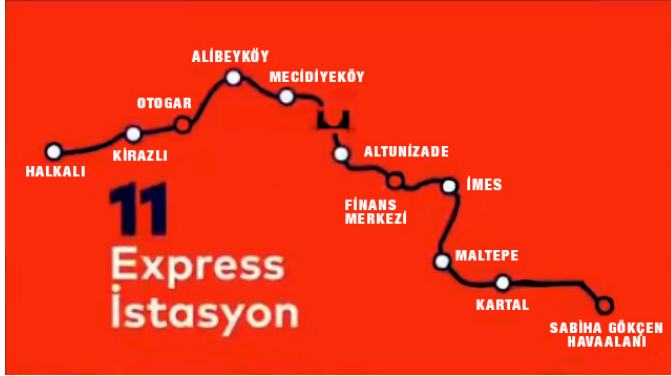 ALİBEYKÖY
MECİDİYEKÖY
OTOGAR
KİRAZLI
HALKALI
ALTUNİZADE
FİNANS
MERKEZİ
İMES
MALTEPE
KARTAL
SABİHA GÖKÇEN
HAVAALANI
11
Express
İstasyon